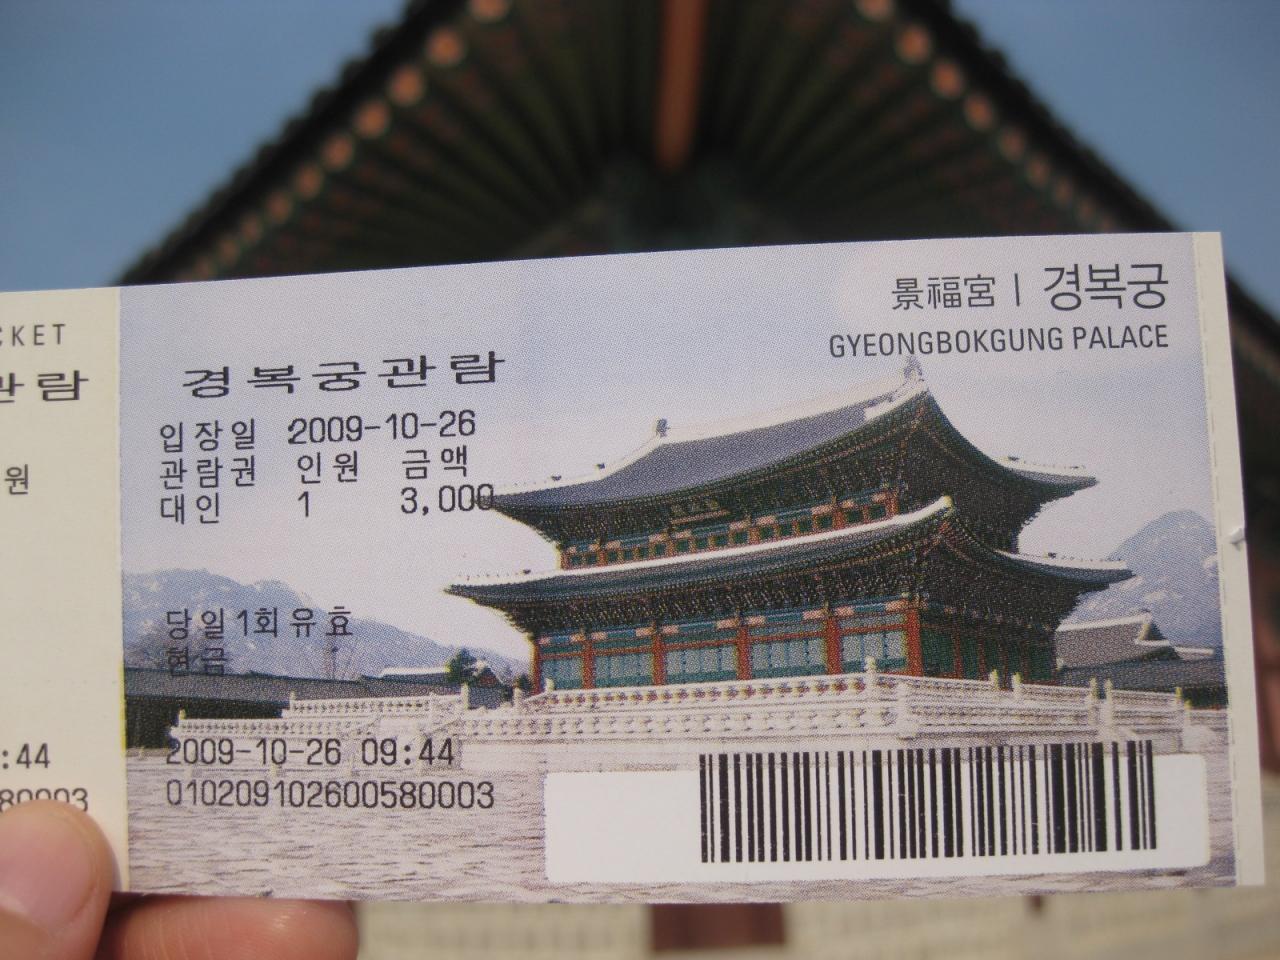 CKET
관람
원
:44
80003
景福宮 | 경복궁
GYEONGBOKGUNG PALACE
경복궁관람
입장일 2009-10-26
관람권 인원 금액
대인 1 3,000
당일1회유효
현금
2009-10-26 09:44
010209102600580003